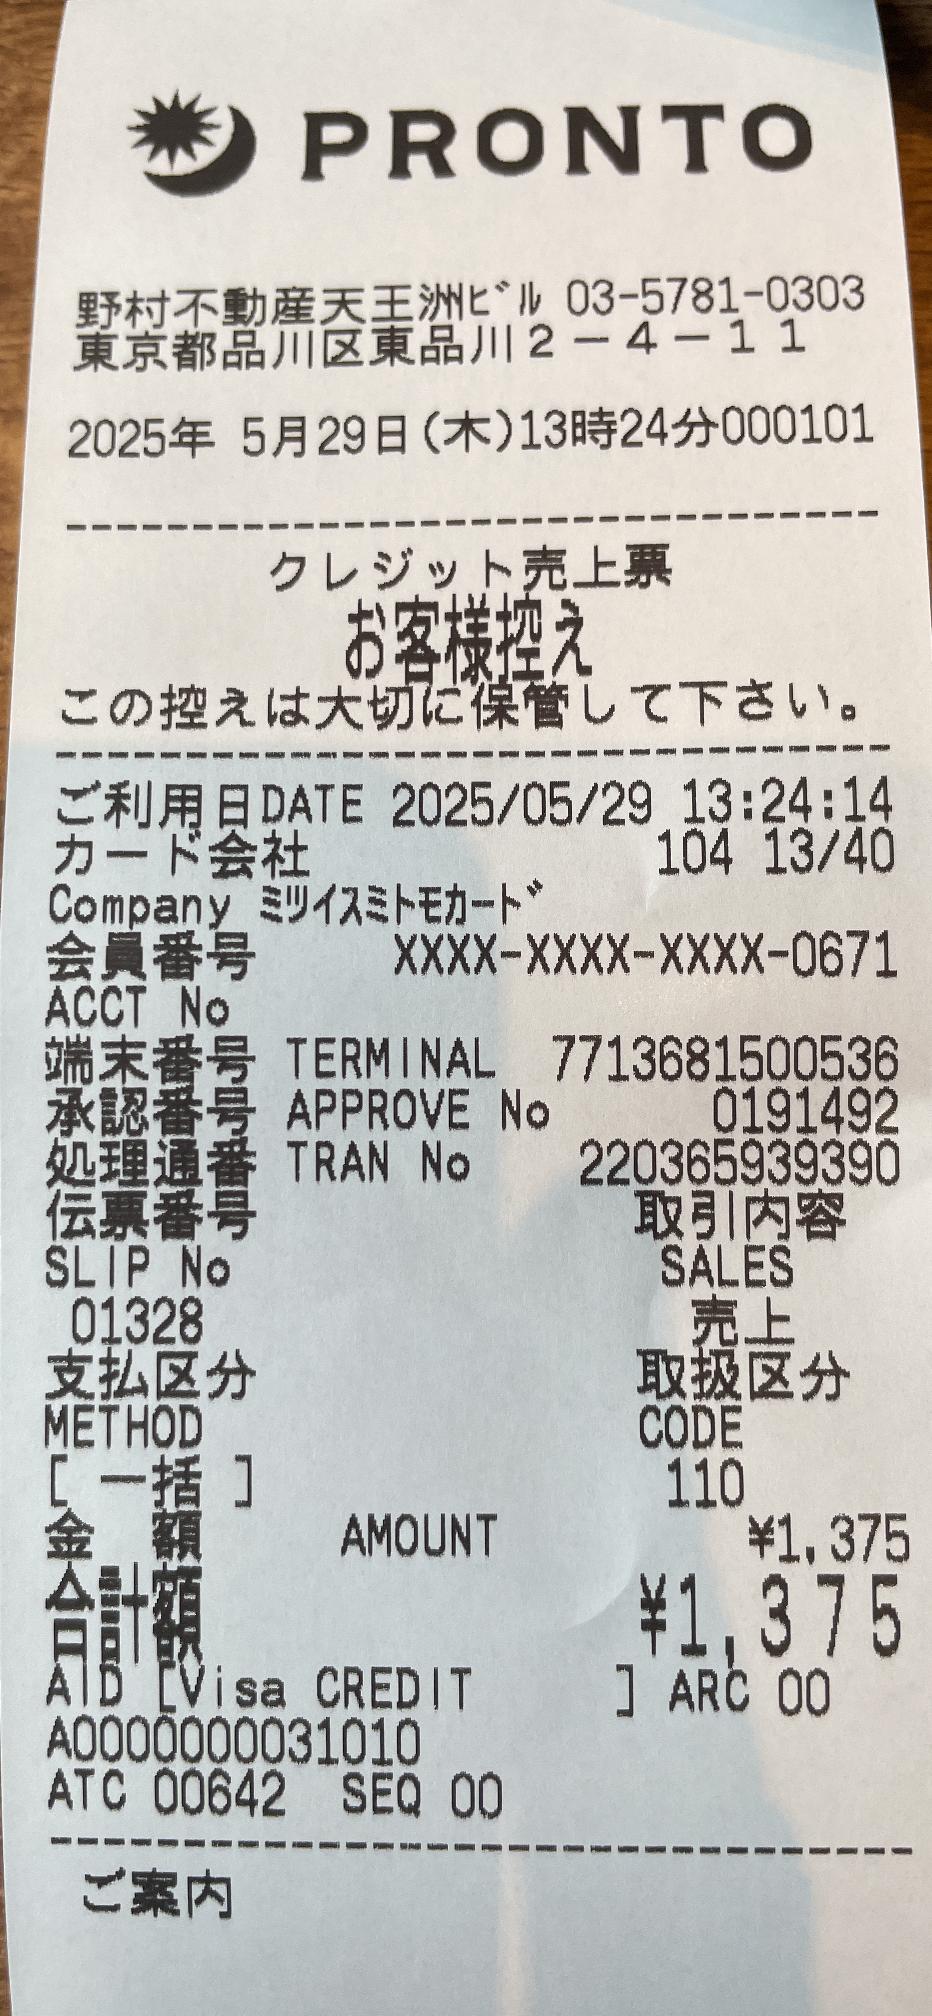 PRONTO
野村不動産天王洲ﾋﾞﾙ 03-5781-0303
東京都品川区東品川２－４－１１
2025年 5月29日(木)13時24分000101
クレジット売上票
お客様控え
この控えは大切に保管して下さい。
ご利用日DATE 2025/05/29 13:24:14
カード会社 104 13/40
Company ﾐﾂｲｽﾐﾄﾓｶｰﾄﾞ
会員番号 XXXX-XXXX-XXXX-0671
ACCT No
端末番号 TERMINAL 7713681500536
承認番号 APPROVE No 0191492
処理通番 TRAN No 220365939390
伝票番号 取引内容
SLIP No SALES
01328 売上
支払区分 取扱区分
METHOD CODE
[ 一括 ] 110
金 額 AMOUNT ¥1,375
合計額 ¥1,375
AID [Visa CREDIT ] ARC 00
A0000000031010
ATC 00642 SEQ 00
ご案内